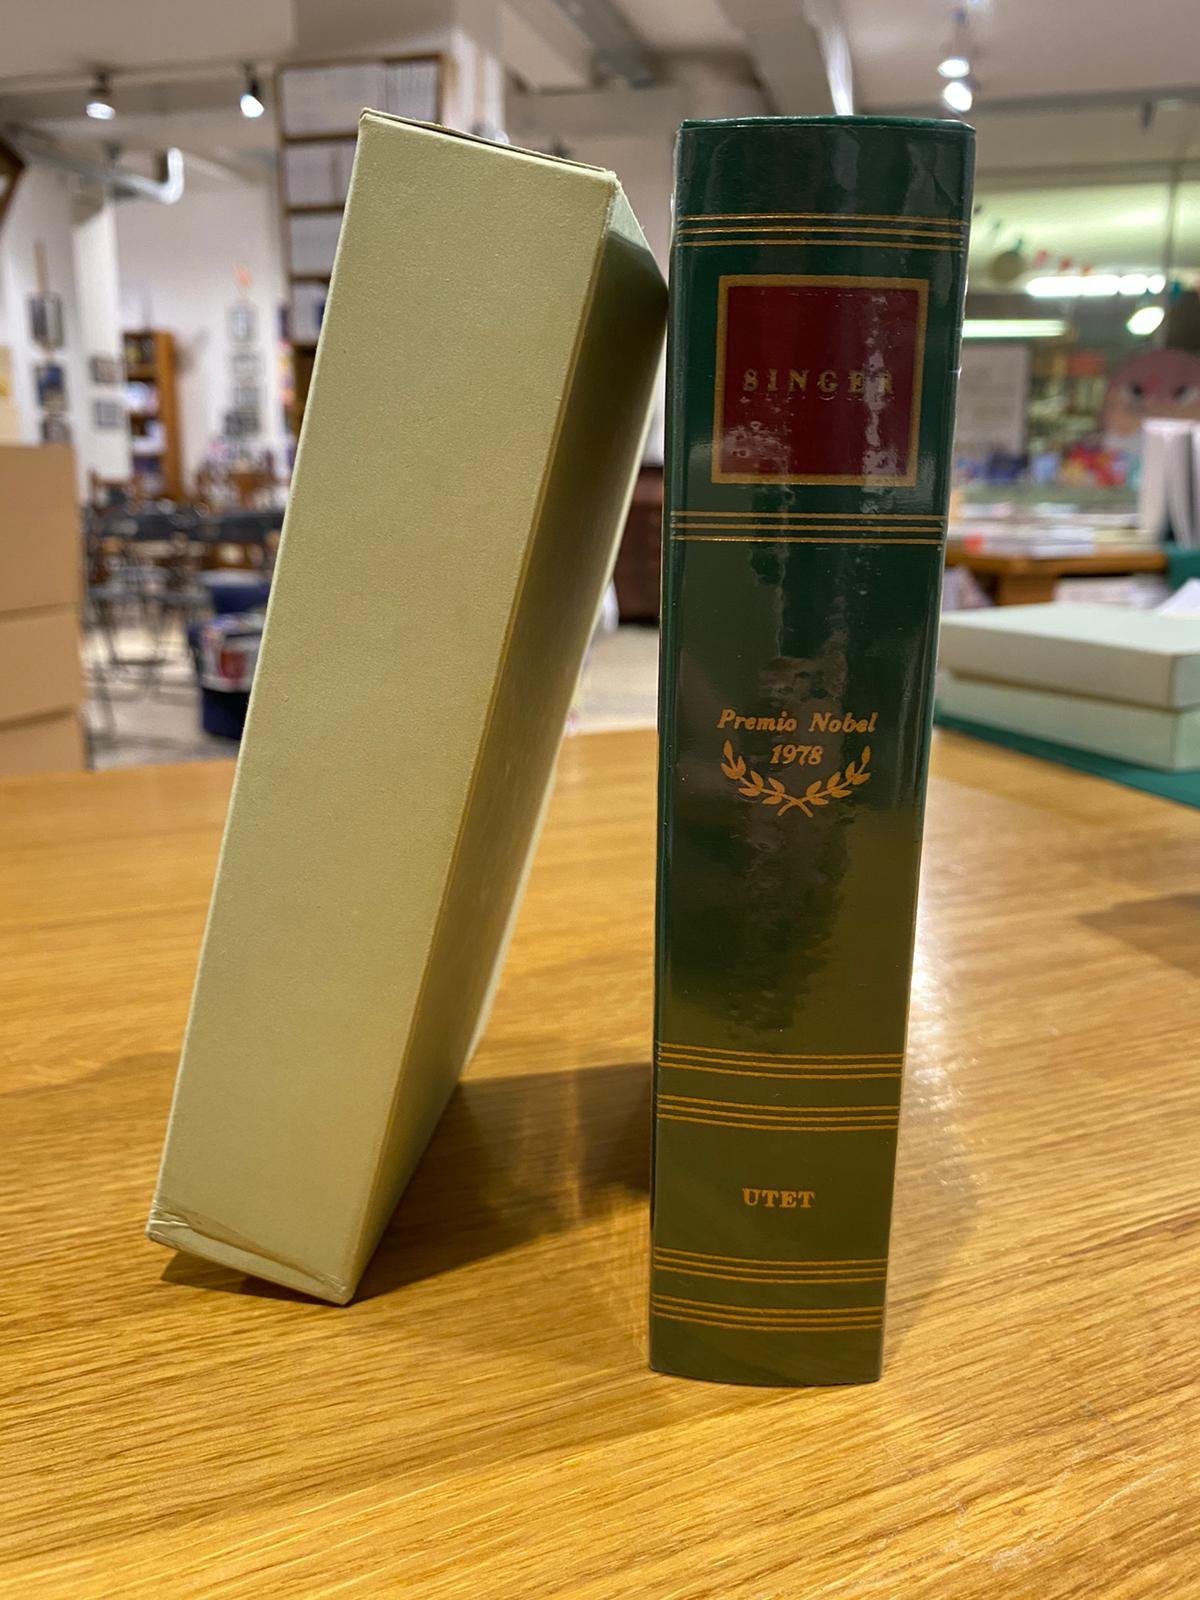 SINGER
Premio Nobel
1978
UTET